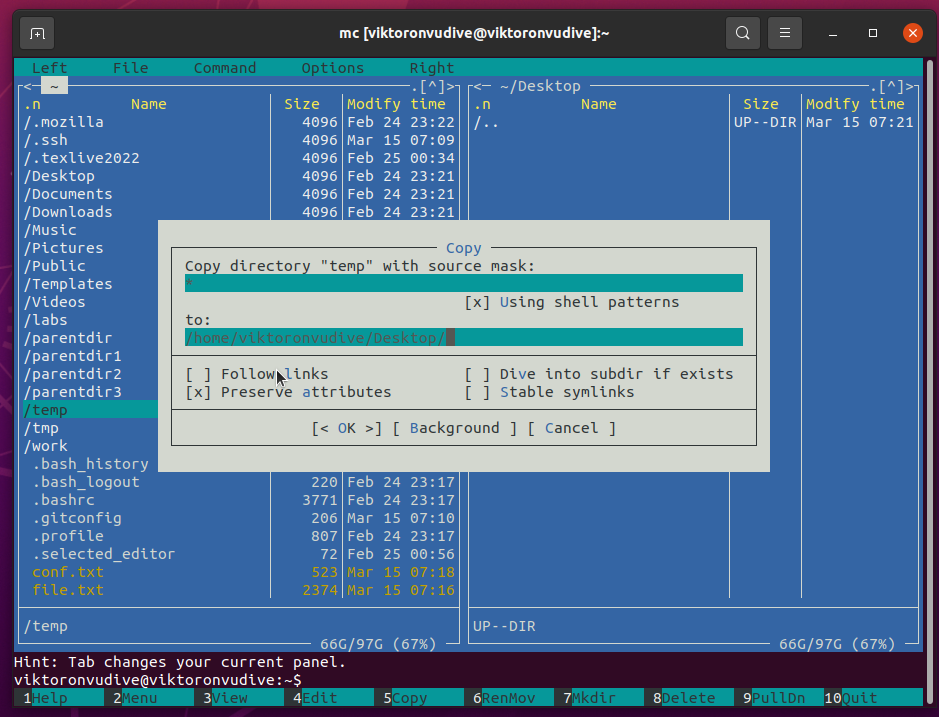 mc [viktoronvudive@viktoronvudive]:~
Left File Command Options Right
<─ ~ .[^]>
.n Name Size Modify time
/.mozilla 4096 Feb 24 23:22
/.ssh 4096 Mar 15 07:09
/.texlive2022 4096 Feb 25 00:34
/Desktop 4096 Feb 24 23:21
/Documents 4096 Feb 24 23:21
/Downloads 4096 Feb 24 23:21
/Music
/Pictures
/Public
/Templates
/Videos
/labs
/parentdir
/parentdir1
/parentdir2
/parentdir3
/temp
/tmp
/work
.bash_history
.bash_logout 220 Feb 24 23:17
.bashrc 3771 Feb 24 23:17
.gitconfig 206 Mar 15 07:10
.profile 807 Feb 24 23:17
.selected_editor 72 Feb 25 00:56
conf.txt 523 Mar 15 07:18
file.txt 2374 Mar 15 07:16
/temp
66G/97G (67%)
<─ ~/Desktop .[^]>
.n Name Size Modify time
/.. UP--DIR Mar 15 07:21
UP--DIR
66G/97G (67%)
Copy
Copy directory "temp" with source mask:
*
[x] Using shell patterns
to:
/home/viktoronvudive/Desktop/
[ ] Follow links [ ] Dive into subdir if exists
[x] Preserve attributes [ ] Stable symlinks
[< OK >] [ Background ] [ Cancel ]
Hint: Tab changes your current panel.
viktoronvudive@viktoronvudive:~$
1Help 2Menu 3View 4Edit 5Copy 6RenMov 7Mkdir 8Delete 9PullDn 10Quit